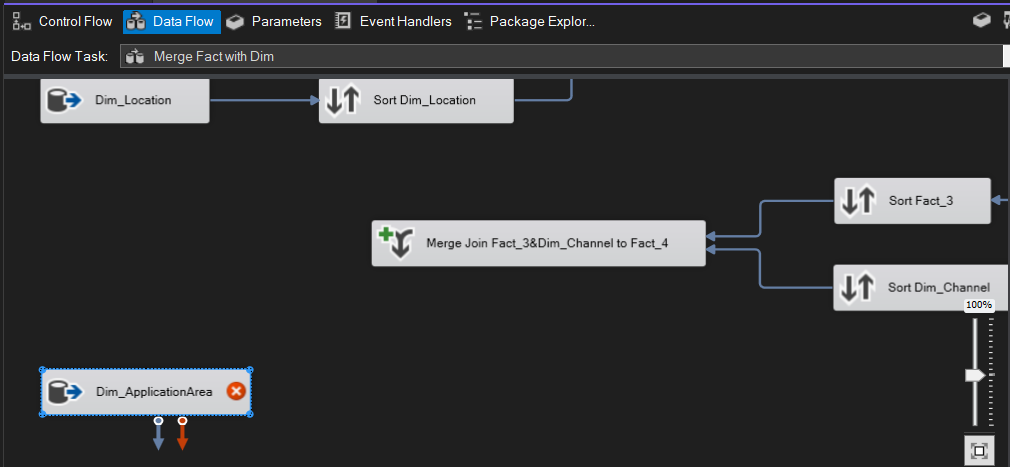 Control Flow Data Flow Parameters Event Handlers Package Explor...
Data Flow Task: Merge Fact with Dim
Dim_Location Sort Dim_Location
Sort Fact_3
Merge Join Fact_3&Dim_Channel to Fact_4
Sort Dim_Channel
100%
Dim_ApplicationArea